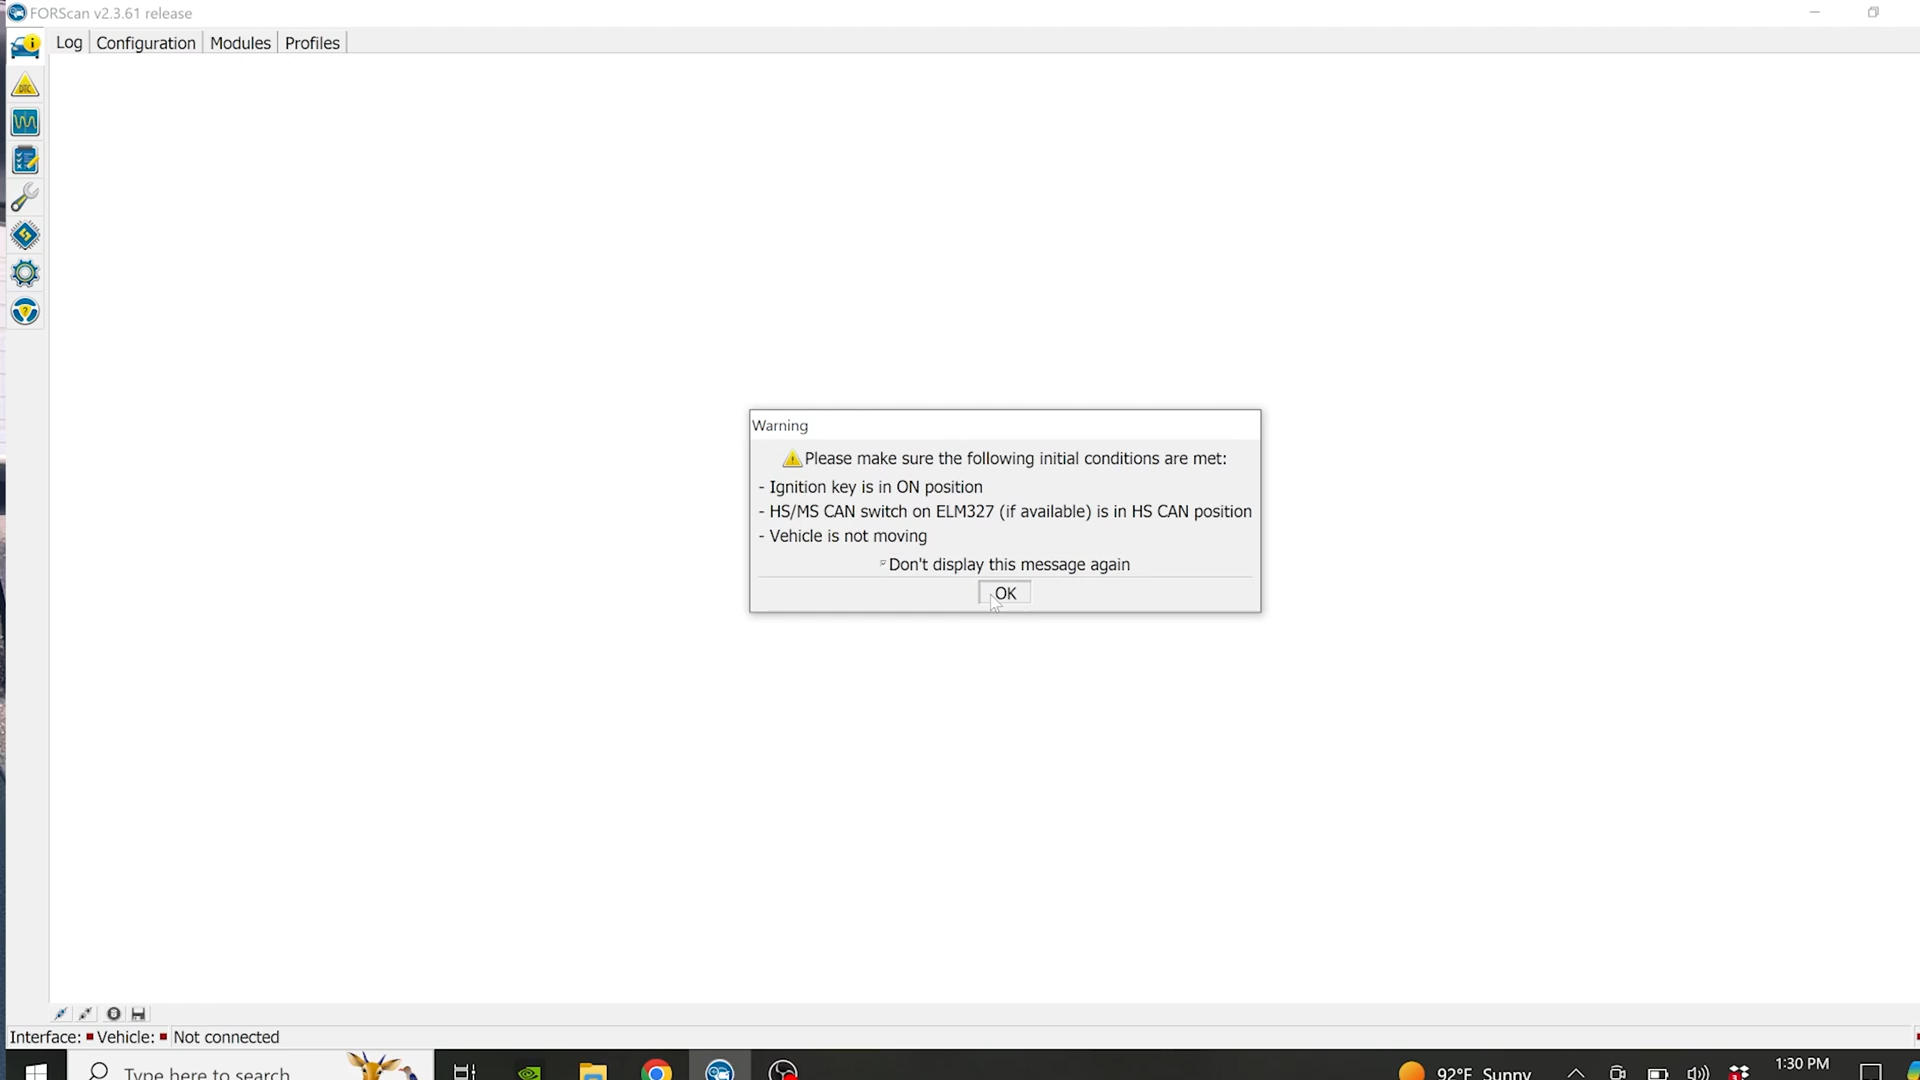 FORScan v2.3.61 release
Log Configuration Modules Profiles
DTC
Warning
Please make sure the following initial conditions are met:
- Ignition key is in ON position
- HS/MS CAN switch on ELM327 (if available) is in HS CAN position
- Vehicle is not moving
Don't display this message again
OK
Interface: Vehicle: Not connected
Type here to search
92°F Sunny
1:30 PM